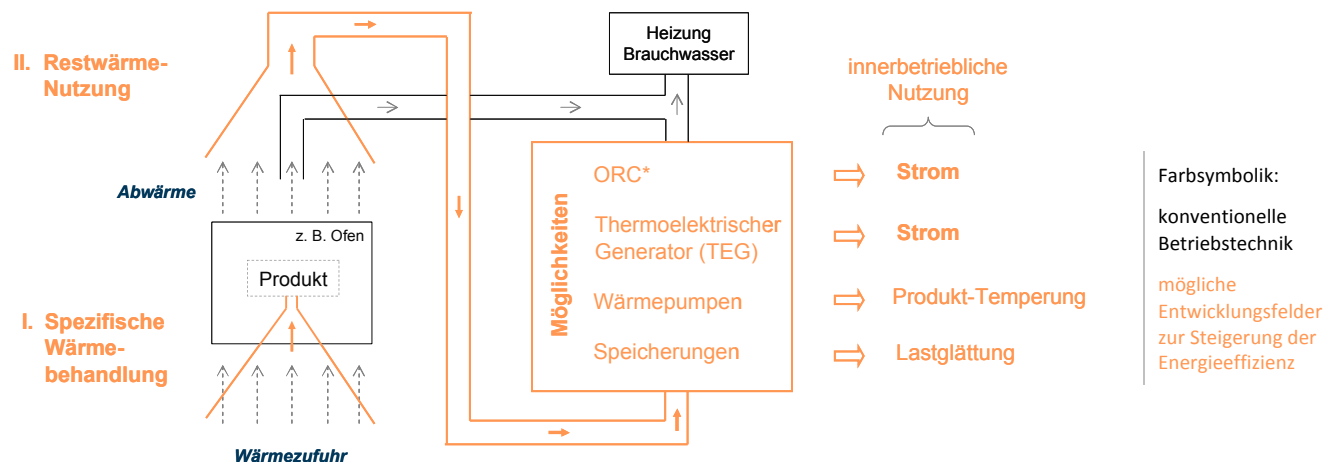 II. Restwärme-
Nutzung
Abwärme
z. B. Ofen
Produkt
I. Spezifische
Wärme-
behandlung
Wärmezufuhr
Heizung
Brauchwasser
Möglichkeiten
ORC*
Thermoelektrischer
Generator (TEG)
Wärmepumpen
Speicherungen
innerbetriebliche
Nutzung
Strom
Strom
Produkt-Temperung
Lastglättung
Farbsymbolik:
konventionelle
Betriebstechnik
mögliche
Entwicklungsfelder
zur Steigerung der
Energieeffizienz